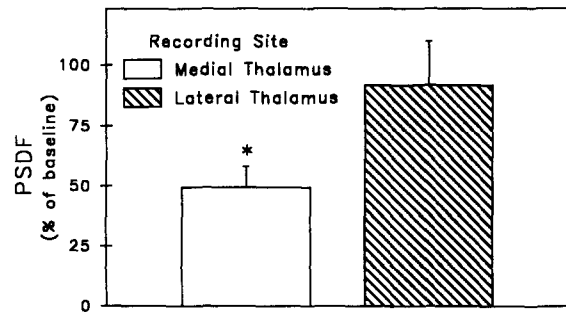 Recording Site
Medial Thalamus
Lateral Thalamus
PSDF
(% of baseline)
100
75
50
25
0
*